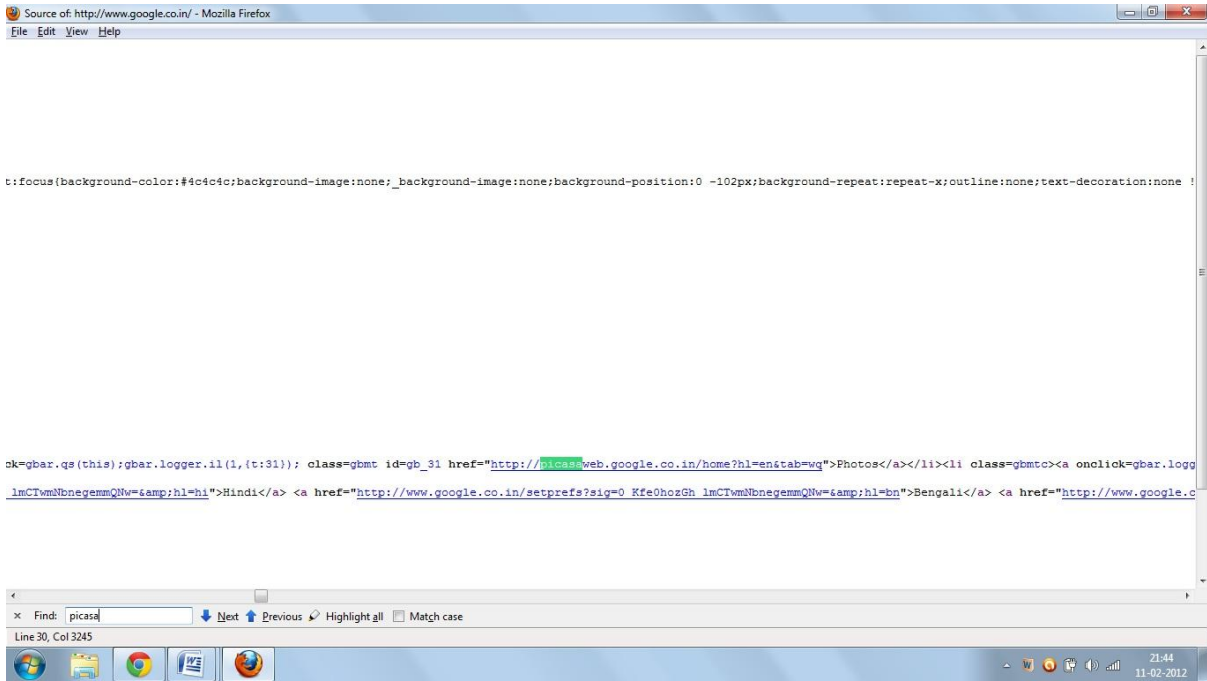 Source of: http://www.google.co.in/ - Mozilla Firefox
File Edit View Help
t:focus{background-color:#4c4c4c;background-image:none;_background-image:none;background-position:0 -102px;background-repeat:repeat-x;outline:none;text-decoration:none !
ck=gbar.qs(this);gbar.logger.il(1,{t:31}); class=gbmt id=gb_31 href="http://picasaweb.google.co.in/home?hl=en&tab=wq">Photos</a></li><li class=gbmtc><a onclick=gbar.logg
lmCTwmNbnegemmQNw=&amp;hl=hi">Hindi</a> <a href="http://www.google.co.in/setprefs?sig=0_Kfe0hozGh_lmCTwmNbnegemmQNw=&amp;hl=bn">Bengali</a> <a href="http://www.google.c
× Find: picasa Next Previous Highlight all Match case
Line 30, Col 3245
21:44
11-02-2012